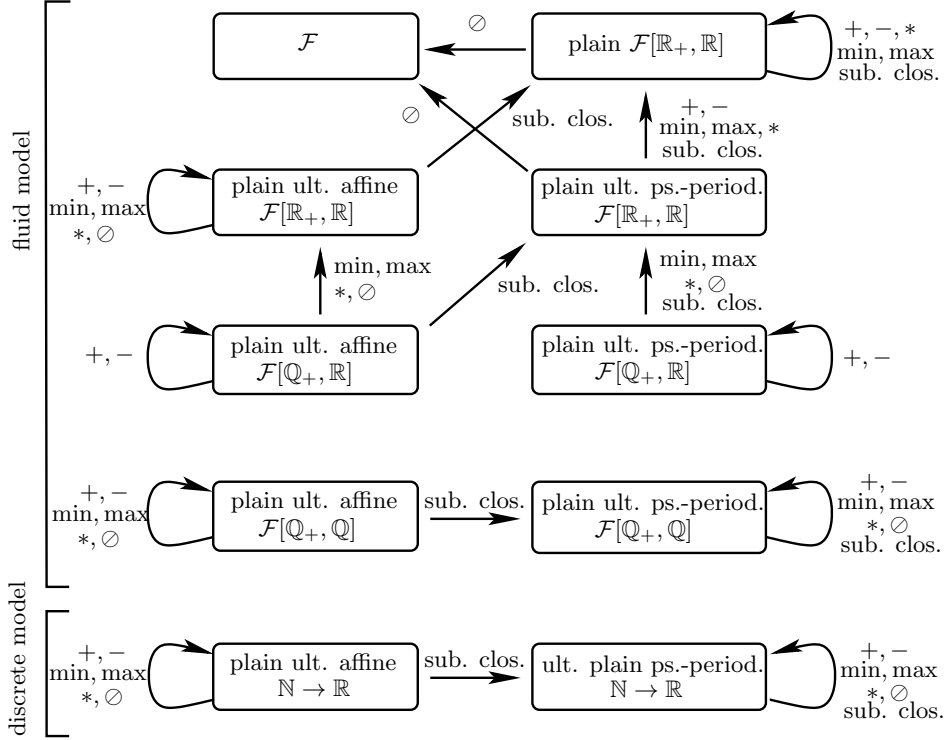 fluid model
discrete model
ℱ
⊘
plain ℱ[ℝ₊, ℝ]
+, −, *
min, max
sub. clos.
⊘
sub. clos.
+, −
min, max, *
sub. clos.
+, −
min, max
*, ⊘
plain ult. affine
ℱ[ℝ₊, ℝ]
plain ult. ps.-period.
ℱ[ℝ₊, ℝ]
min, max
*, ⊘
sub. clos.
min, max
*, ⊘
sub. clos.
+, −
plain ult. affine
ℱ[ℚ₊, ℝ]
plain ult. ps.-period.
ℱ[ℚ₊, ℝ]
+, −
+, −
min, max
*, ⊘
plain ult. affine
ℱ[ℚ₊, ℚ]
sub. clos.
plain ult. ps.-period.
ℱ[ℚ₊, ℚ]
+, −
min, max
*, ⊘
sub. clos.
+, −
min, max
*, ⊘
plain ult. affine
ℕ → ℝ
sub. clos.
ult. plain ps.-period.
ℕ → ℝ
+, −
min, max
*, ⊘
sub. clos.